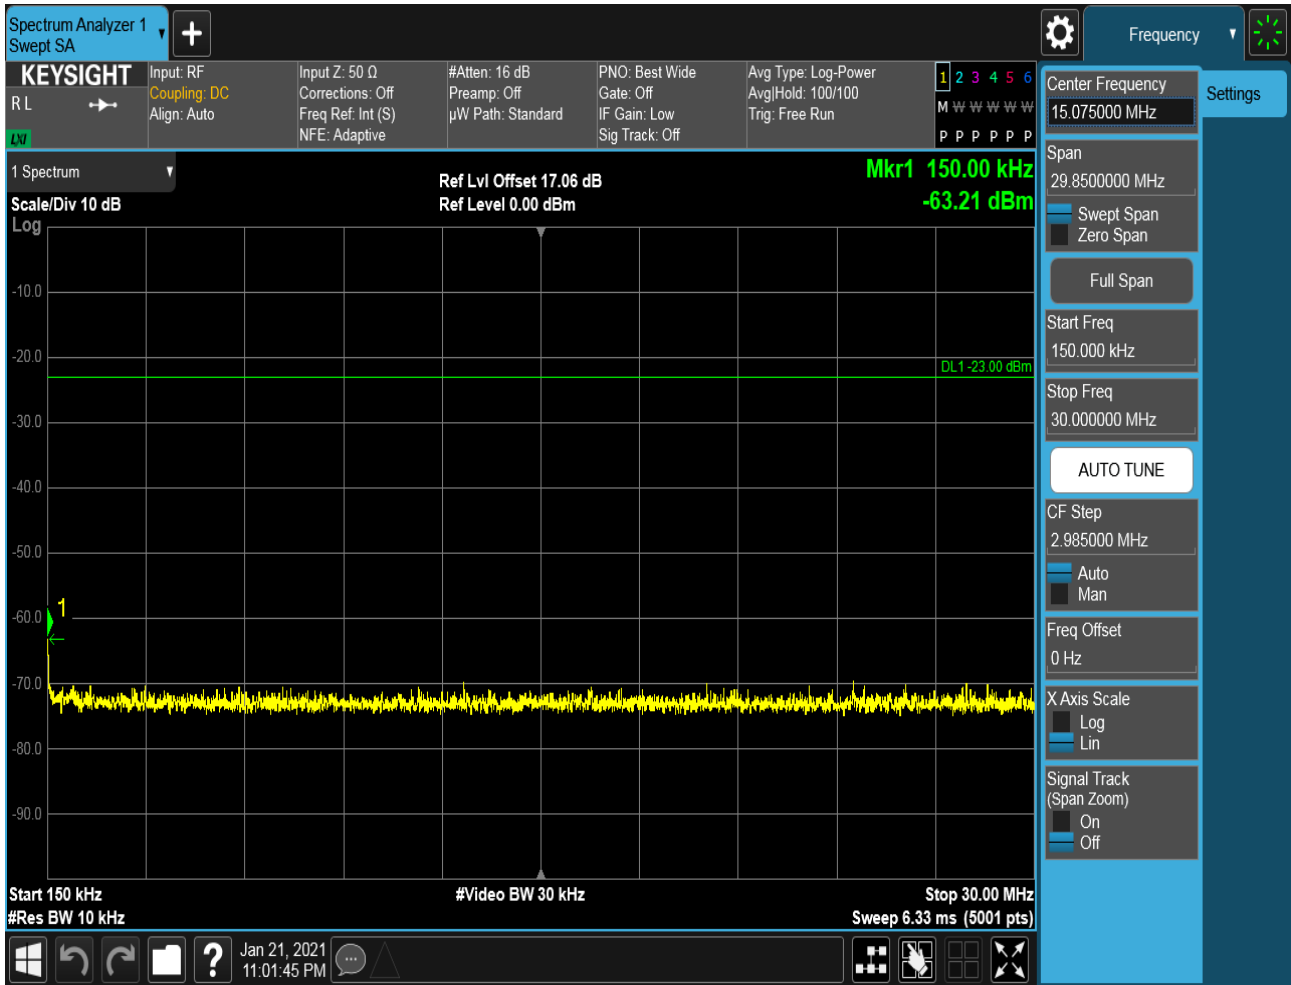 Spectrum Analyzer 1
Swept SA
Frequency
KEYSIGHT
R L
LXI
Input: RF
Coupling: DC
Align: Auto
Input Z: 50 Ω
Corrections: Off
Freq Ref: Int (S)
NFE: Adaptive
#Atten: 16 dB
Preamp: Off
µW Path: Standard
PNO: Best Wide
Gate: Off
IF Gain: Low
Sig Track: Off
Avg Type: Log-Power
Avg|Hold: 100/100
Trig: Free Run
1 2 3 4 5 6
M W W W W W
P P P P P P
1 Spectrum
Scale/Div 10 dB
Log
Ref Lvl Offset 17.06 dB
Ref Level 0.00 dBm
Mkr1 150.00 kHz
-63.21 dBm
-10.0
-20.0
DL1 -23.00 dBm
-30.0
-40.0
-50.0
-60.0
1
-70.0
-80.0
-90.0
Start 150 kHz
#Video BW 30 kHz
Stop 30.00 MHz
#Res BW 10 kHz
Sweep 6.33 ms (5001 pts)
Jan 21, 2021
11:01:45 PM
Center Frequency
15.075000 MHz
Settings
Span
29.8500000 MHz
Swept Span
Zero Span
Full Span
Start Freq
150.000 kHz
Stop Freq
30.000000 MHz
AUTO TUNE
CF Step
2.985000 MHz
Auto
Man
Freq Offset
0 Hz
X Axis Scale
Log
Lin
Signal Track
(Span Zoom)
On
Off